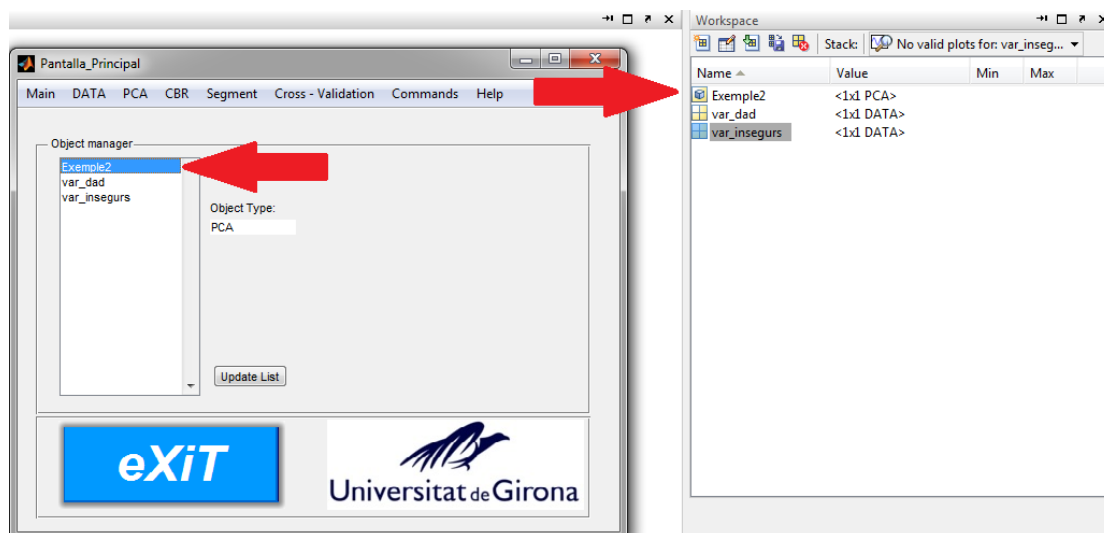 Workspace
Stack: No valid plots for: var_inseg...
Name Value Min Max
Exemple2 <1x1 PCA>
var_dad <1x1 DATA>
var_insegurs <1x1 DATA>
Pantalla_Principal
Main DATA PCA CBR Segment Cross - Validation Commands Help
Object manager
Exemple2
var_dad
var_insegurs
Object Type:
PCA
Update List
eXiT
Universitat de Girona